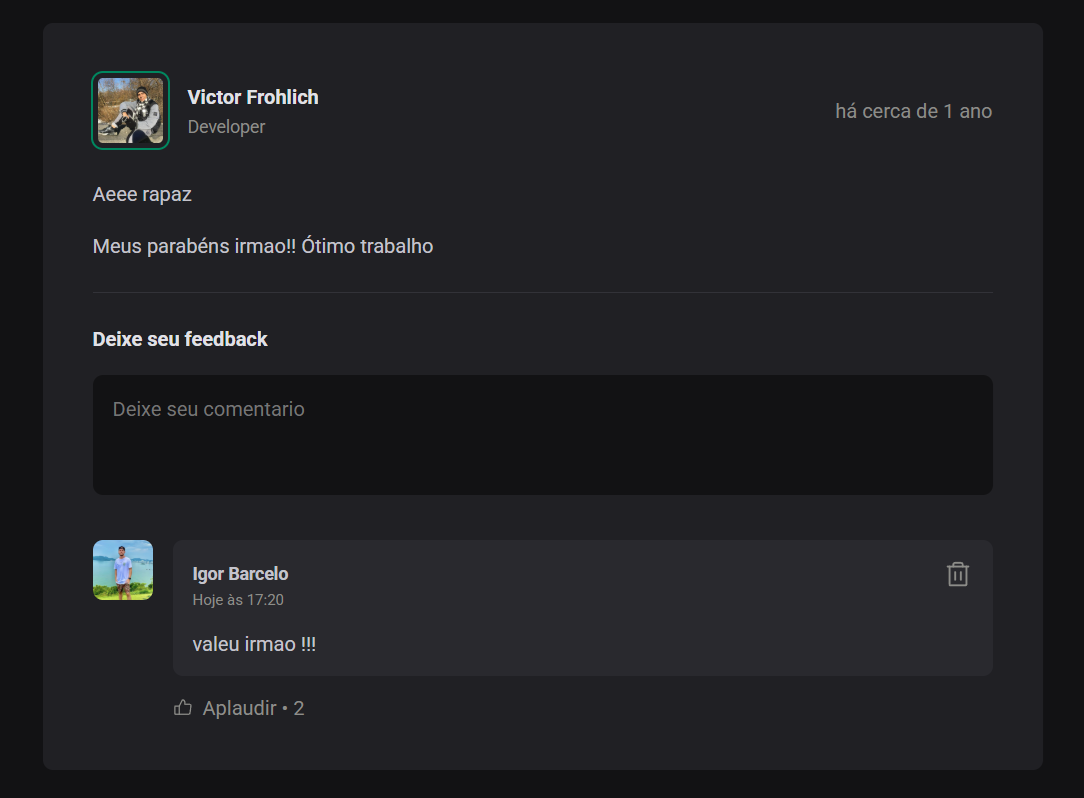 Victor Frohlich
Developer
há cerca de 1 ano
Aeee rapaz
Meus parabéns irmao!! Ótimo trabalho
Deixe seu feedback
Deixe seu comentario
Igor Barcelo
Hoje às 17:20
valeu irmao !!!
Aplaudir • 2